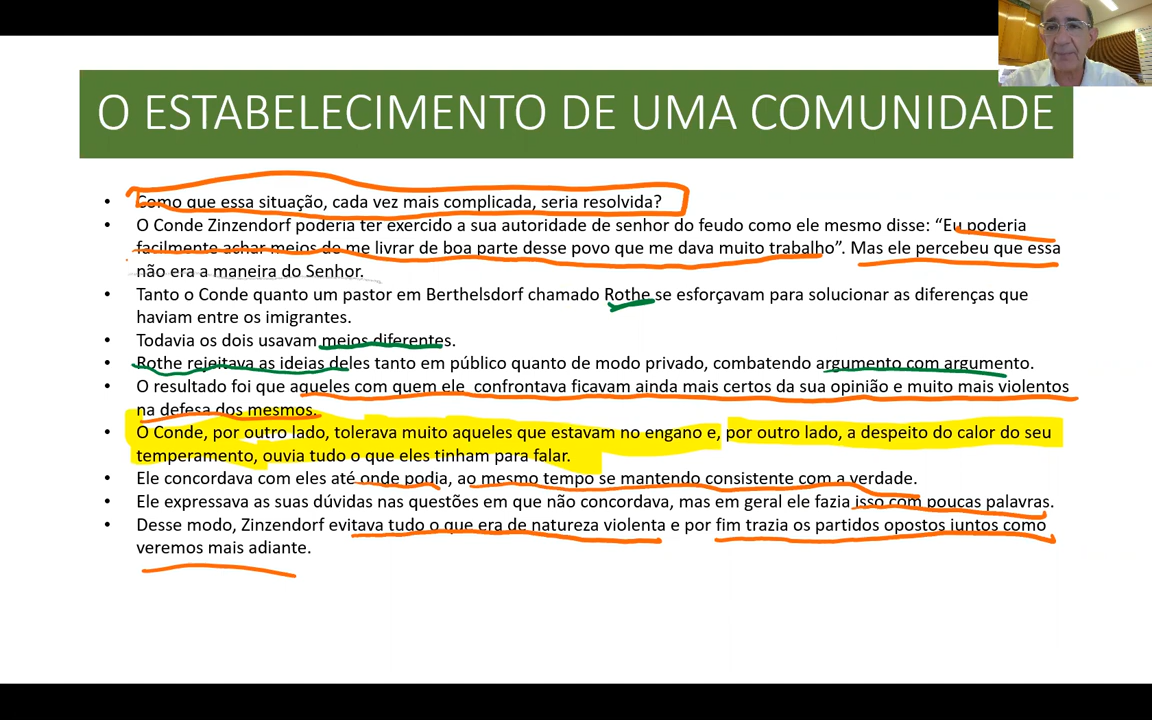 O ESTABELECIMENTO DE UMA COMUNIDADE
• Como que essa situação, cada vez mais complicada, seria resolvida?
• O Conde Zinzendorf poderia ter exercido a sua autoridade de senhor do feudo como ele mesmo disse: “Eu poderia
facilmente achar meios de me livrar de boa parte desse povo que me dava muito trabalho”. Mas ele percebeu que essa
não era a maneira do Senhor.
• Tanto o Conde quanto um pastor em Berthelsdorf chamado Rothe se esforçavam para solucionar as diferenças que
haviam entre os imigrantes.
• Todavia os dois usavam meios diferentes.
• Rothe rejeitava as ideias deles tanto em público quanto de modo privado, combatendo argumento com argumento.
• O resultado foi que aqueles com quem ele confrontava ficavam ainda mais certos da sua opinião e muito mais violentos
na defesa dos mesmos.
• O Conde, por outro lado, tolerava muito aqueles que estavam no engano e, por outro lado, a despeito do calor do seu
temperamento, ouvia tudo o que eles tinham para falar.
• Ele concordava com eles até onde podia, ao mesmo tempo se mantendo consistente com a verdade.
• Ele expressava as suas dúvidas nas questões em que não concordava, mas em geral ele fazia isso com poucas palavras.
• Desse modo, Zinzendorf evitava tudo o que era de natureza violenta e por fim trazia os partidos opostos juntos como
veremos mais adiante.